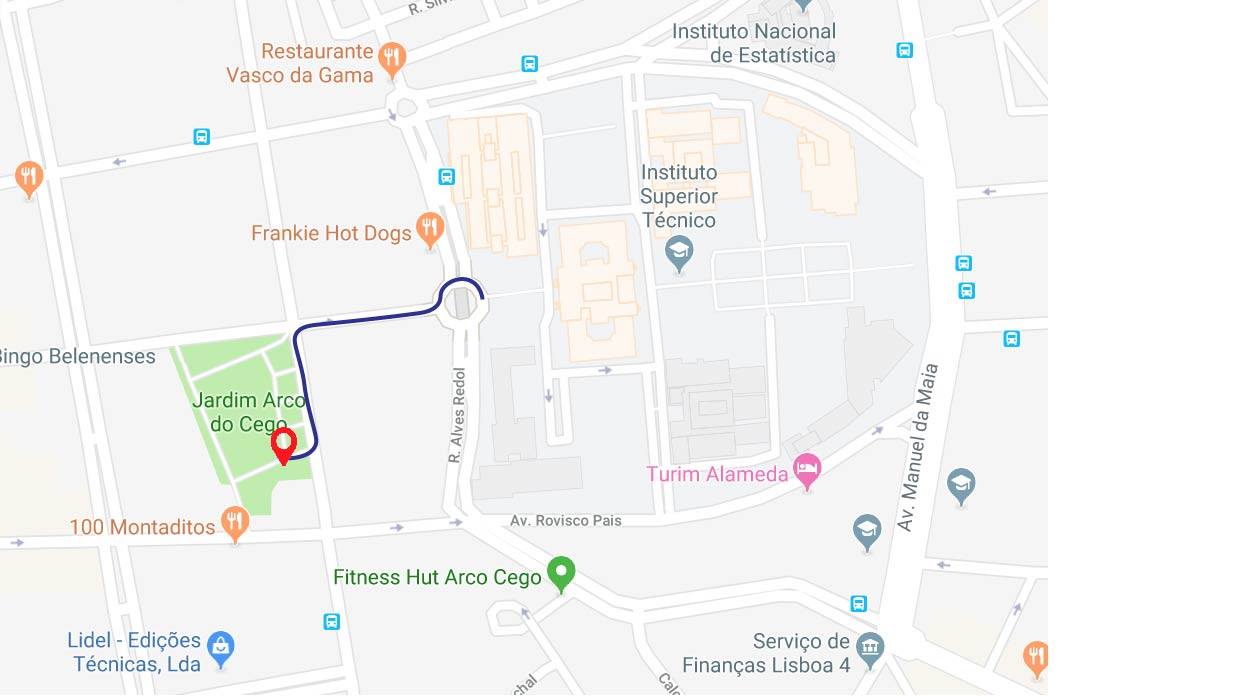 R. Silv
Instituto Nacional
de Estatística
Restaurante
Vasco da Gama
Instituto
Superior
Técnico
Frankie Hot Dogs
Bingo Belenenses
Jardim Arco
do Cego
R. Alves Redol
Av. Manuel da Maia
Turim Alameda
100 Montaditos
Av. Rovisco Pais
Fitness Hut Arco Cego
Lidel - Edições
Técnicas, Lda
Serviço de
Finanças Lisboa 4
chal
Calç